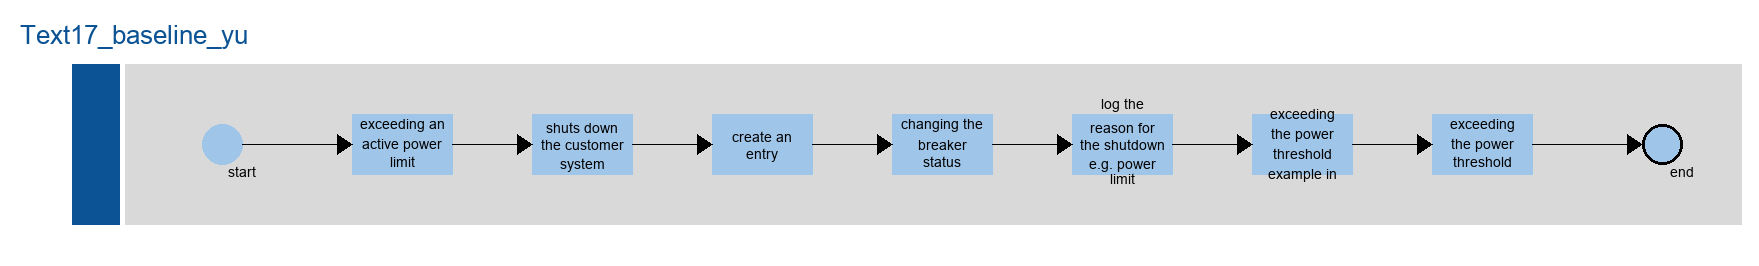 Text17_baseline_yu
start
exceeding an
active power
limit
shuts down
the customer
system
create an
entry
changing the
breaker
status
log the
reason for
the shutdown
e.g. power
limit
exceeding
the power
threshold
example in
exceeding
the power
threshold
end